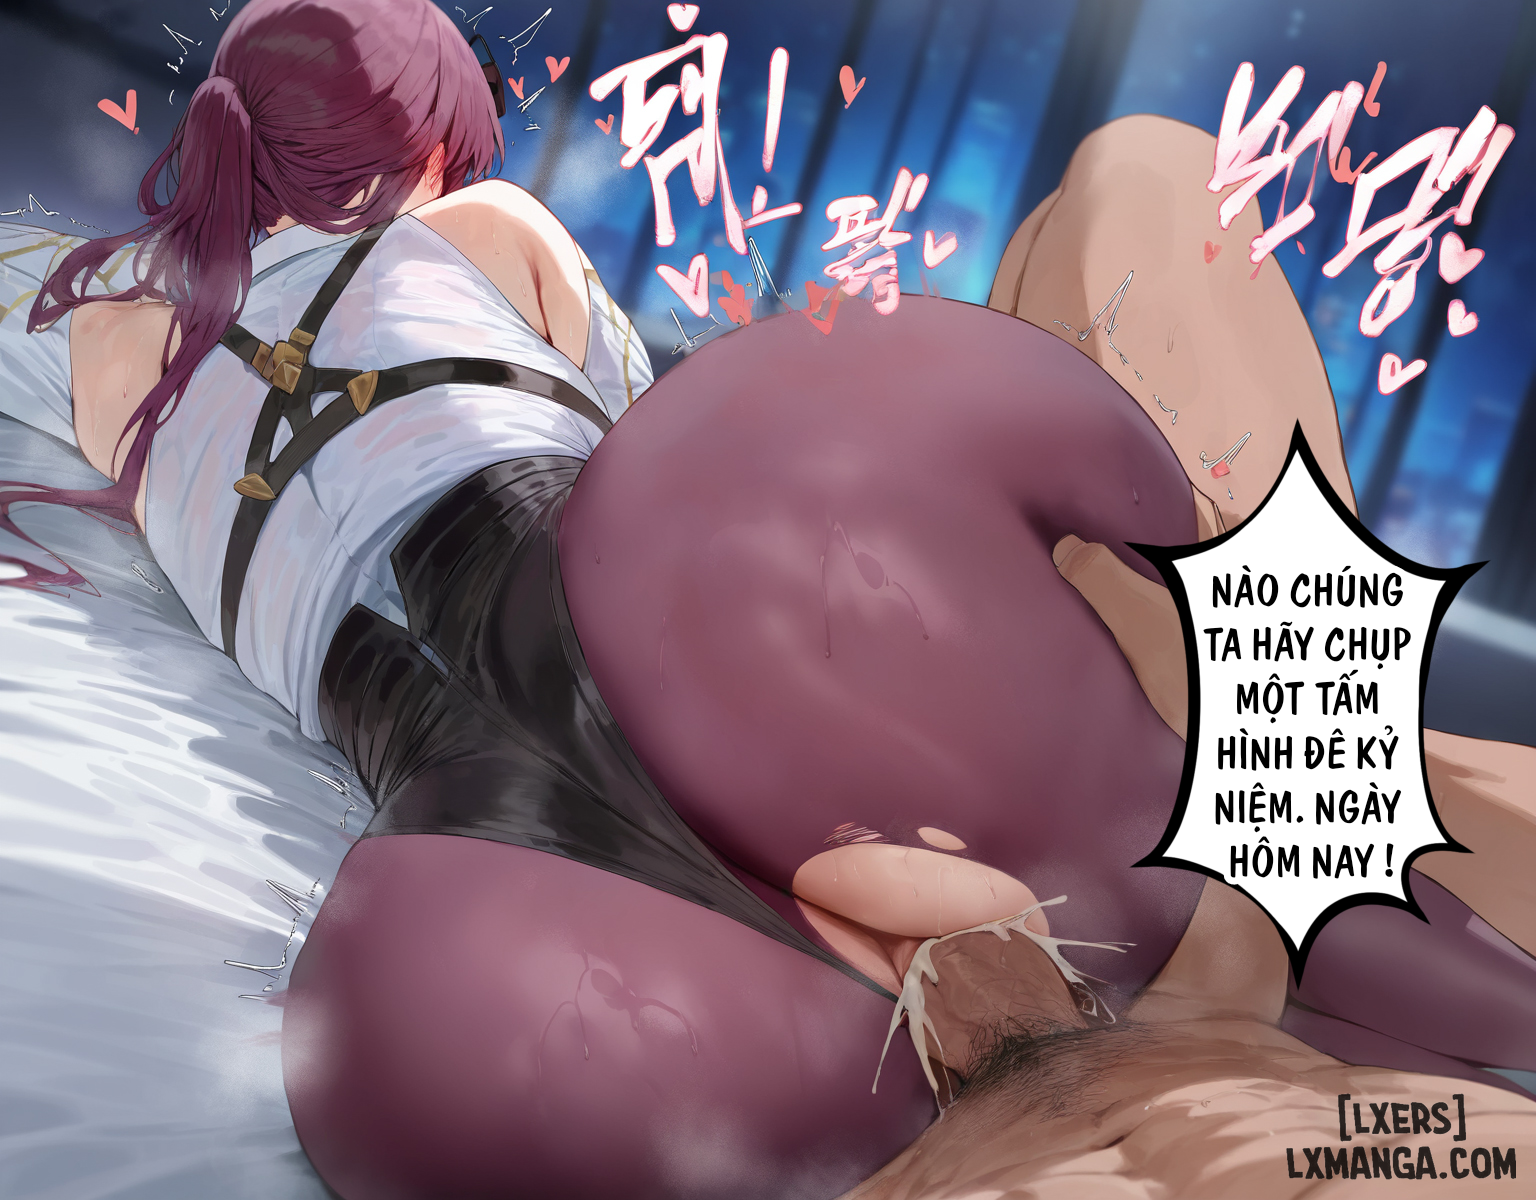 NÀO CHÚNG
TA HÃY CHỤP
MỘT TẤM
HÌNH ĐÊ KỶ
NIỆM. NGÀY
HÔM NAY !
[LXERS]
LXMANGA.COM